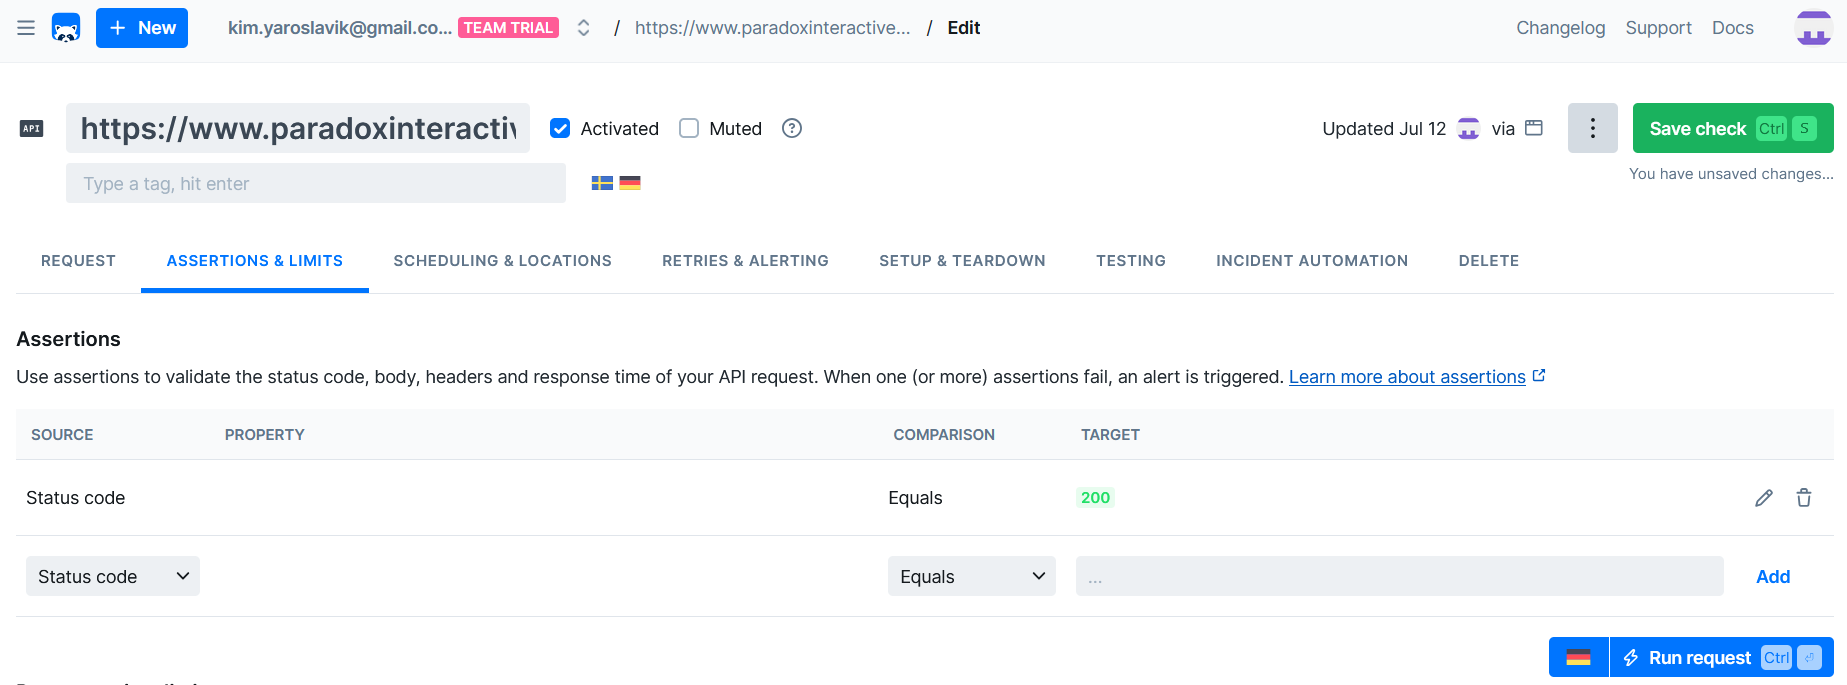 + New kim.yaroslavik@gmail.co... TEAM TRIAL / https://www.paradoxinteractive... / Edit Changelog Support Docs
API https://www.paradoxinteractiv Activated Muted ? Updated Jul 12 via Save check Ctrl S
Type a tag, hit enter You have unsaved changes...
REQUEST ASSERTIONS & LIMITS SCHEDULING & LOCATIONS RETRIES & ALERTING SETUP & TEARDOWN TESTING INCIDENT AUTOMATION DELETE
Assertions
Use assertions to validate the status code, body, headers and response time of your API request. When one (or more) assertions fail, an alert is triggered. Learn more about assertions
SOURCE PROPERTY COMPARISON TARGET
Status code Equals 200
Status code Equals ... Add
Run request Ctrl ⏎